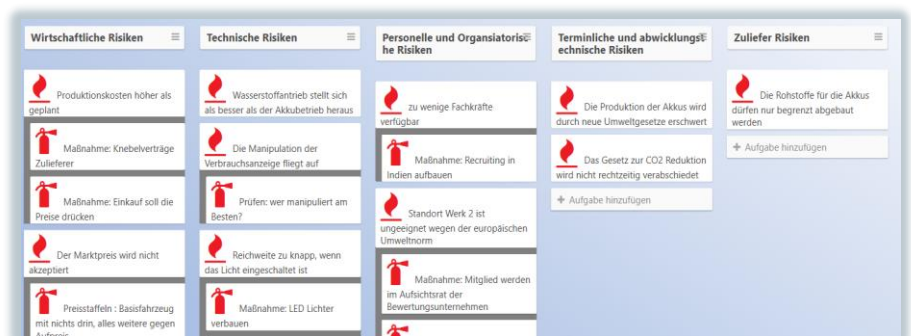 Wirtschaftliche Risiken
Produktionskosten höher als
geplant
Maßnahme: Knebelverträge
Zulieferer
Maßnahme: Einkauf soll die
Preise drücken
Der Marktpreis wird nicht
akzeptiert
Preisstaffeln : Basisfahrzeug
mit nichts drin, alles weitere gegen
Aufpreis
Technische Risiken
Wasserstoffantrieb stellt sich
als besser als der Akkubetrieb heraus
Die Manipulation der
Verbrauchsanzeige fliegt auf
Prüfen: wer manipuliert am
Besten?
Reichweite zu knapp, wenn
das Licht eingeschaltet ist
Maßnahme: LED Lichter
verbauen
Personelle und Organsiatorisc
he Risiken
zu wenige Fachkräfte
verfügbar
Maßnahme: Recruiting in
Indien aufbauen
Standort Werk 2 ist
ungeeignet wegen der europäischen
Umweltnorm
Maßnahme: Mitglied werden
im Aufsichtsrat der
Bewertungsunternehmen
Terminliche und abwicklungst
echnische Risiken
Die Produktion der Akkus wird
durch neue Umweltgesetze erschwert
Das Gesetz zur CO2 Reduktion
wird nicht rechtzeitig verabschiedet
+ Aufgabe hinzufügen
Zuliefer Risiken
Die Rohstoffe für die Akkus
dürfen nur begrenzt abgebaut
werden
+ Aufgabe hinzufügen